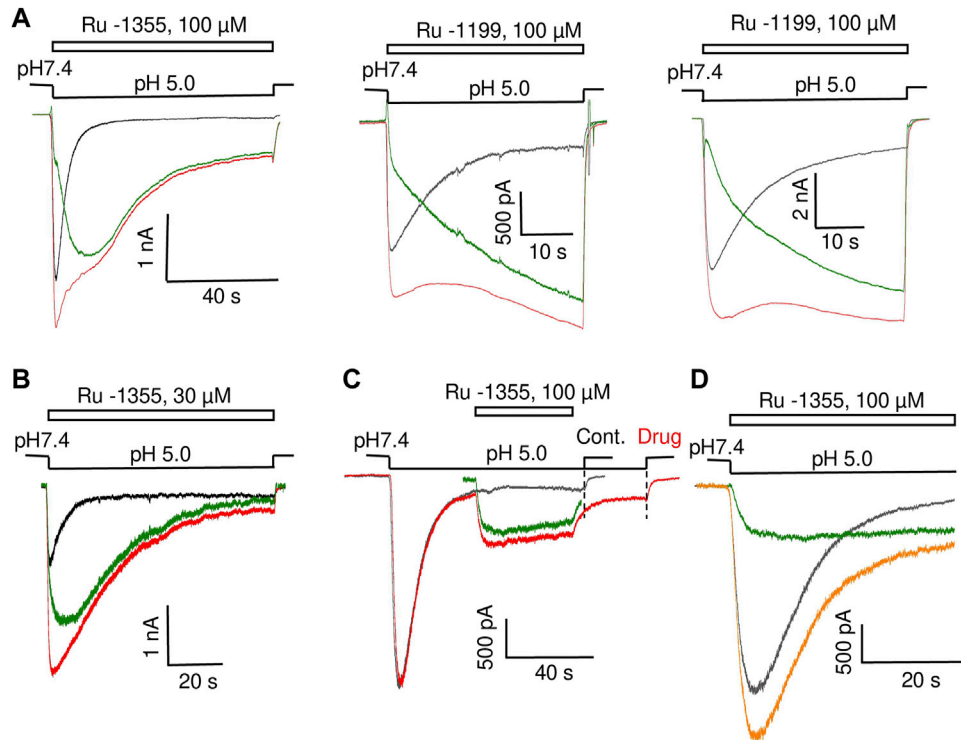 A
Ru -1355, 100 µM
Ru -1199, 100 µM
Ru -1199, 100 µM
pH7.4
pH 5.0
pH7.4
pH 5.0
pH7.4
pH 5.0
1 nA
40 s
500 pA
10 s
2 nA
10 s
B
Ru -1355, 30 µM
pH7.4
pH 5.0
1 nA
20 s
C
Ru -1355, 100 µM
pH7.4
Cont.
Drug
pH 5.0
500 pA
40 s
D
Ru -1355, 100 µM
pH7.4
pH 5.0
500 pA
20 s